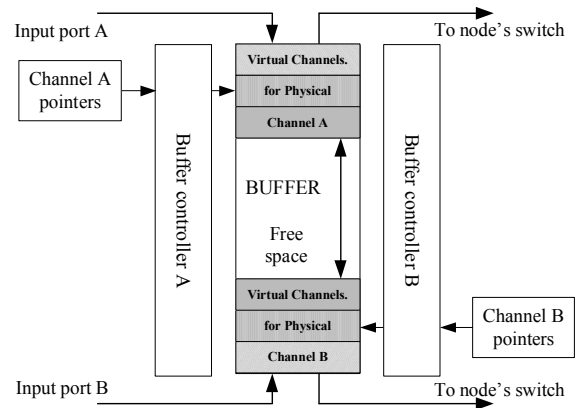 Input port A
To node's switch
Channel A
pointers
Buffer controller A
Virtual Channels.
for Physical
Channel A
BUFFER
Free
space
Virtual Channels.
for Physical
Channel B
Buffer controller B
Channel B
pointers
Input port B
To node's switch